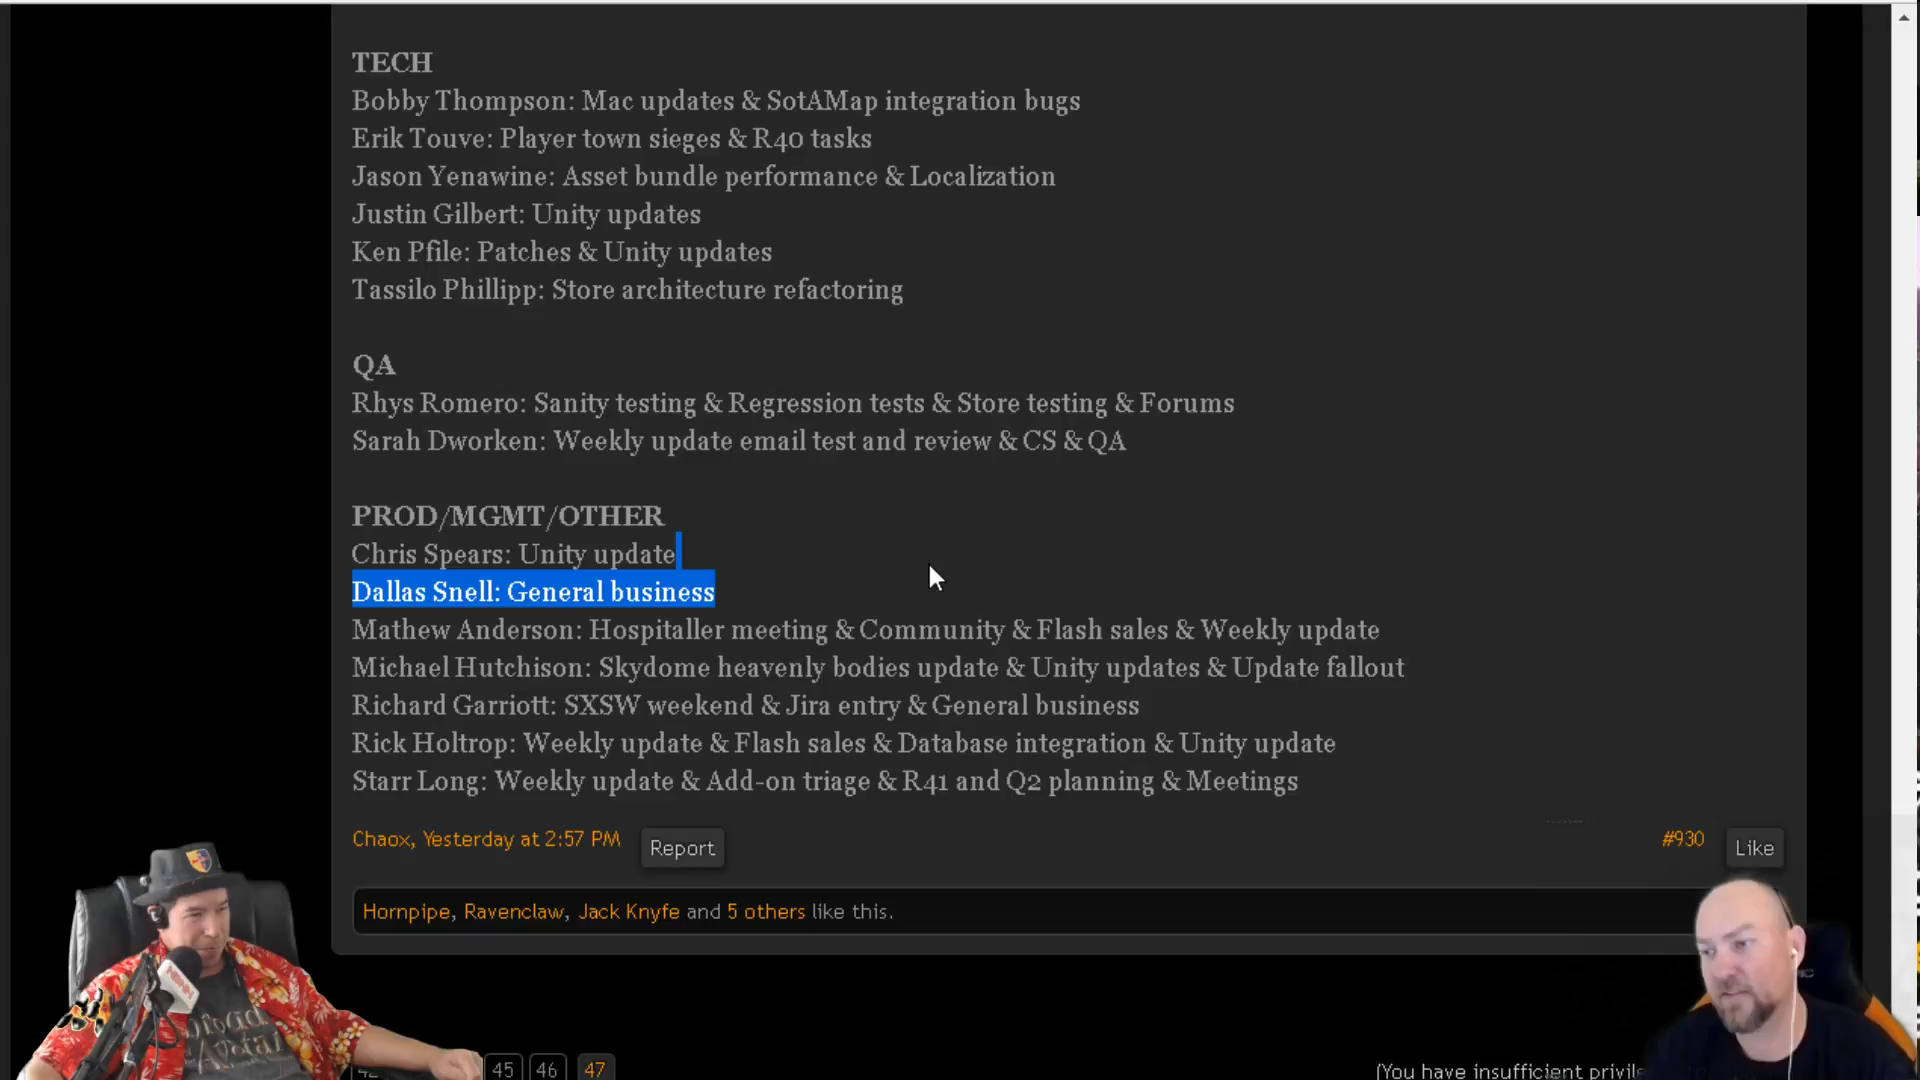 TECH
Bobby Thompson: Mac updates & SotAMap integration bugs
Erik Touve: Player town sieges & R40 tasks
Jason Yenawine: Asset bundle performance & Localization
Justin Gilbert: Unity updates
Ken Pfile: Patches & Unity updates
Tassilo Phillipp: Store architecture refactoring
QA
Rhys Romero: Sanity testing & Regression tests & Store testing & Forums
Sarah Dworken: Weekly update email test and review & CS & QA
PROD/MGMT/OTHER
Chris Spears: Unity update
Dallas Snell: General business
Mathew Anderson: Hospitaller meeting & Community & Flash sales & Weekly update
Michael Hutchison: Skydome heavenly bodies update & Unity updates & Update fallout
Richard Garriott: SXSW weekend & Jira entry & General business
Rick Holtrop: Weekly update & Flash sales & Database integration & Unity update
Starr Long: Weekly update & Add-on triage & R41 and Q2 planning & Meetings
Chaox, Yesterday at 2:57 PM Report #930 Like
Hornpipe, Ravenclaw, Jack Knyfe and 5 others like this.
45 46 47 (You have insufficient